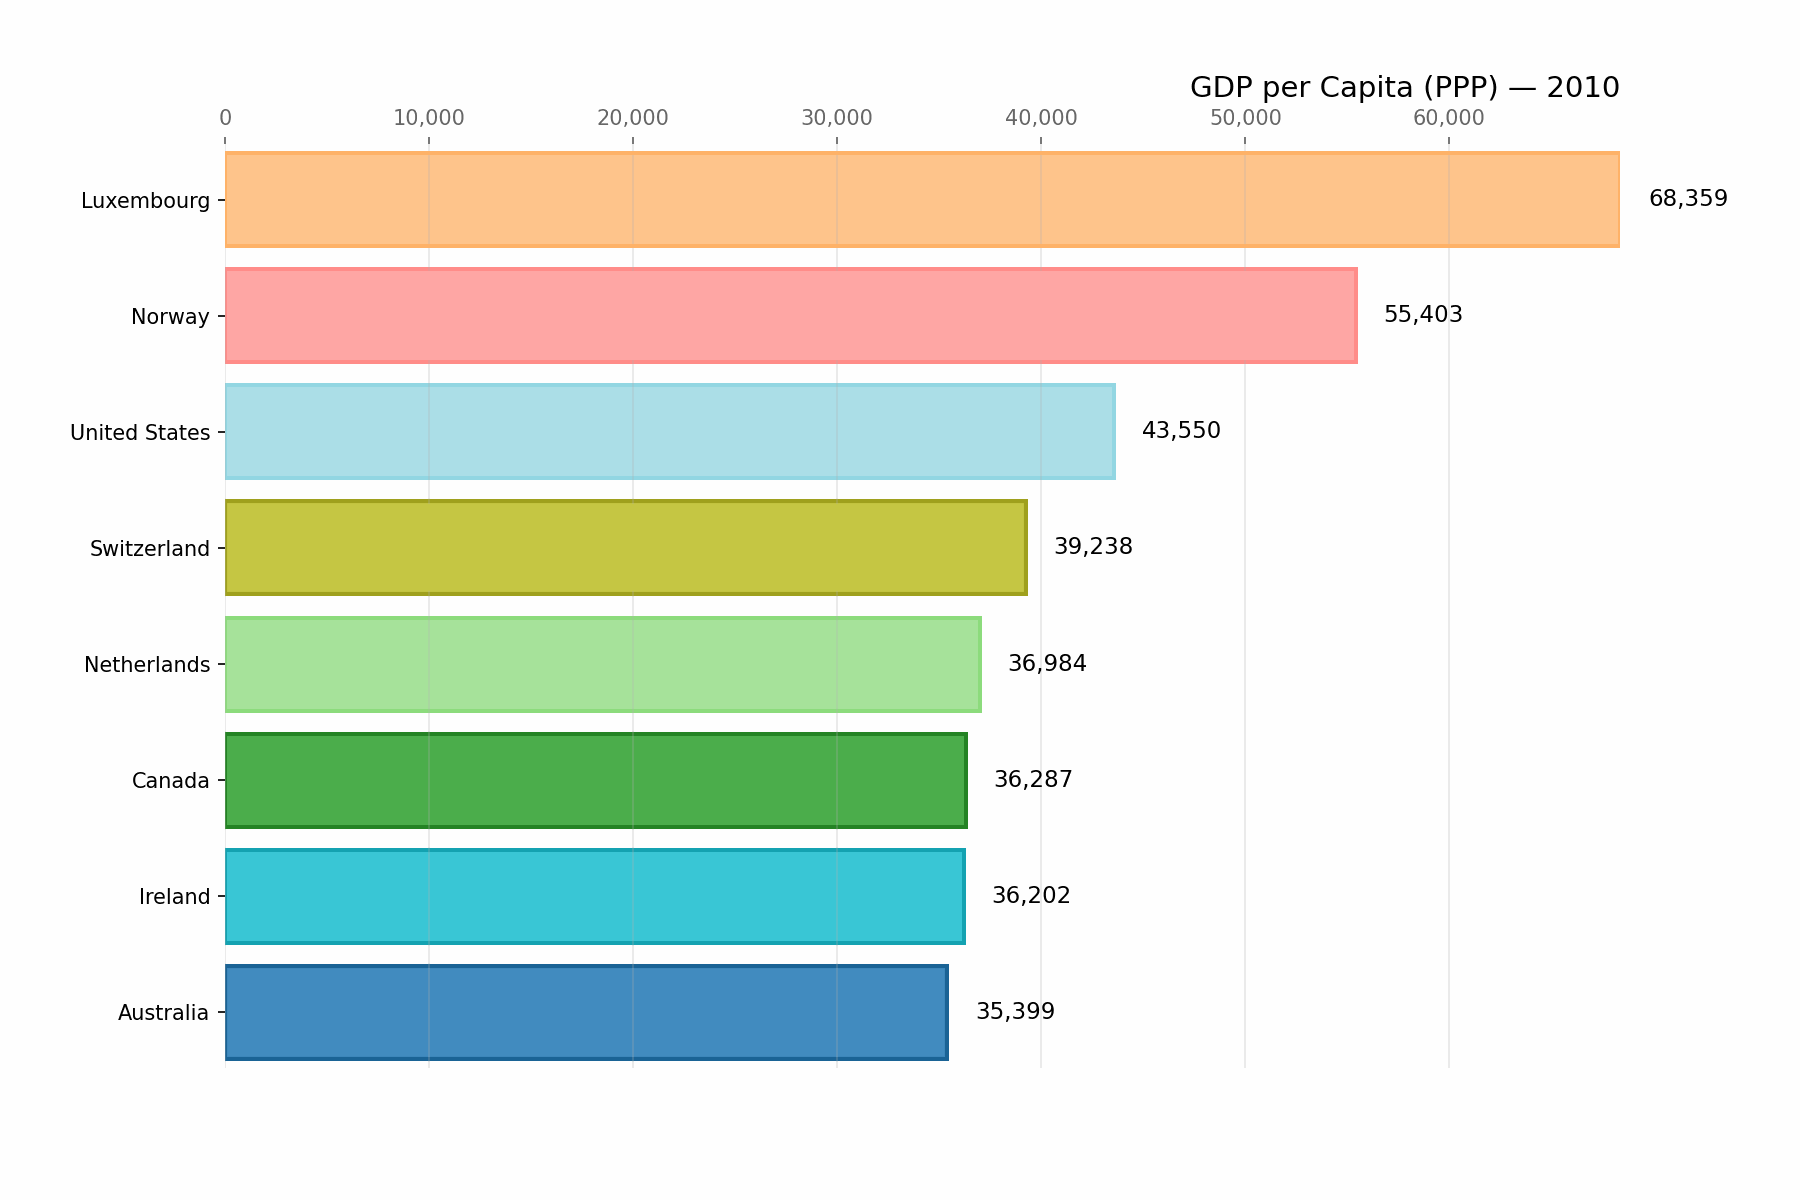 GDP per Capita (PPP) — 2010
0 10,000 20,000 30,000 40,000 50,000 60,000
Luxembourg 68,359
Norway 55,403
United States 43,550
Switzerland 39,238
Netherlands 36,984
Canada 36,287
Ireland 36,202
Australia 35,399